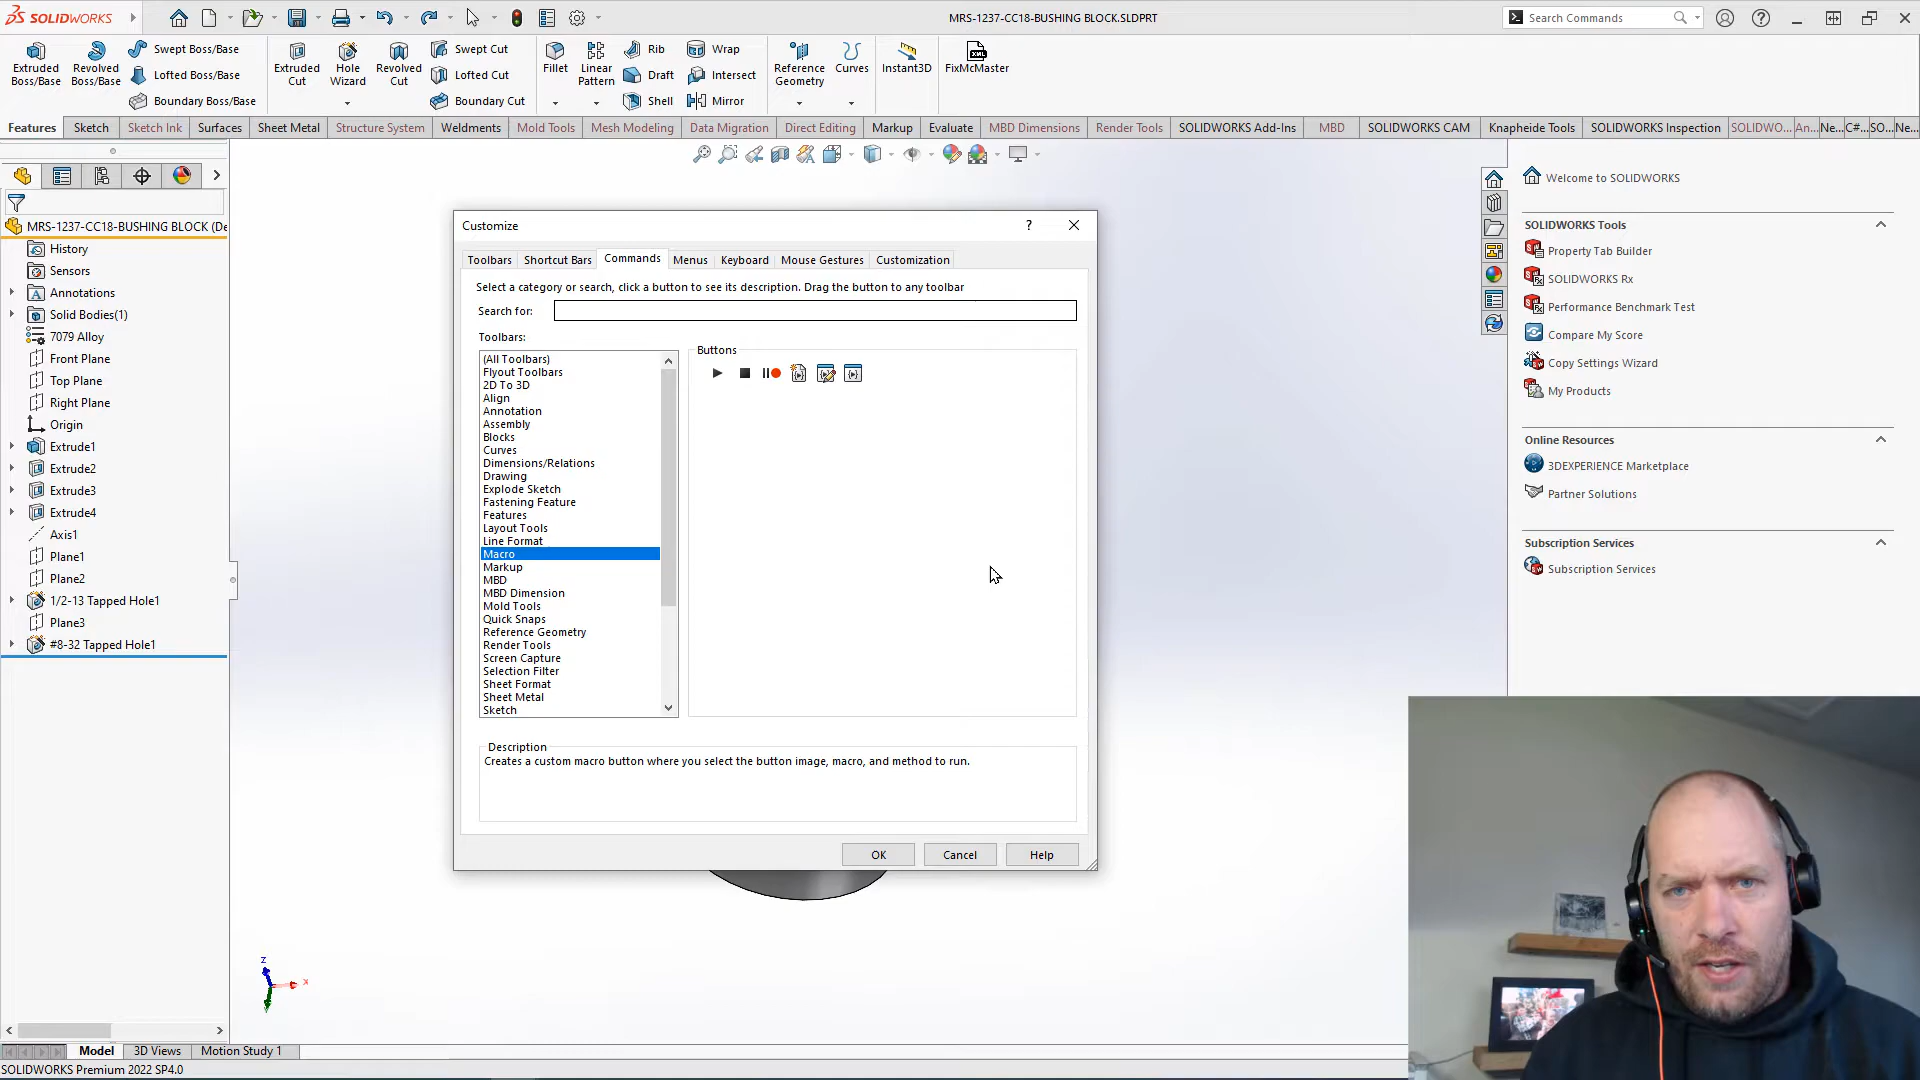 SOLIDWORKS
MRS-1237-CC18-BUSHING BLOCK.SLDPRT
Search Commands
Extruded Boss/Base
Revolved Boss/Base
Swept Boss/Base
Lofted Boss/Base
Boundary Boss/Base
Extruded Cut
Hole Wizard
Revolved Cut
Swept Cut
Lofted Cut
Boundary Cut
Fillet
Linear Pattern
Rib
Draft
Shell
Wrap
Intersect
Mirror
Reference Geometry
Curves
Instant3D
XML
FixMcMaster
Features
Sketch
Sketch Ink
Surfaces
Sheet Metal
Structure System
Weldments
Mold Tools
Mesh Modeling
Data Migration
Direct Editing
Markup
Evaluate
MBD Dimensions
Render Tools
SOLIDWORKS Add-Ins
MBD
SOLIDWORKS CAM
Knapheide Tools
SOLIDWORKS Inspection
SOLIDWO...
An...
Ne...
C#...
SO...
Ne...
MRS-1237-CC18-BUSHING BLOCK (De
History
Sensors
Annotations
Solid Bodies(1)
7079 Alloy
Front Plane
Top Plane
Right Plane
Origin
Extrude1
Extrude2
Extrude3
Extrude4
Axis1
Plane1
Plane2
1/2-13 Tapped Hole1
Plane3
#8-32 Tapped Hole1
Customize
?
Toolbars
Shortcut Bars
Commands
Menus
Keyboard
Mouse Gestures
Customization
Select a category or search, click a button to see its description. Drag the button to any toolbar
Search for:
Toolbars:
Buttons
(All Toolbars)
Flyout Toolbars
2D To 3D
Align
Annotation
Assembly
Blocks
Curves
Dimensions/Relations
Drawing
Explode Sketch
Fastening Feature
Features
Layout Tools
Line Format
Macro
Markup
MBD
MBD Dimension
Mold Tools
Quick Snaps
Reference Geometry
Render Tools
Screen Capture
Selection Filter
Sheet Format
Sheet Metal
Sketch
Description
Creates a custom macro button where you select the button image, macro, and method to run.
OK
Cancel
Help
Welcome to SOLIDWORKS
SOLIDWORKS Tools
Property Tab Builder
SOLIDWORKS Rx
Performance Benchmark Test
Compare My Score
Copy Settings Wizard
My Products
Online Resources
3DEXPERIENCE Marketplace
Partner Solutions
Subscription Services
Subscription Services
z
x
Model
3D Views
Motion Study 1
SOLIDWORKS Premium 2022 SP4.0